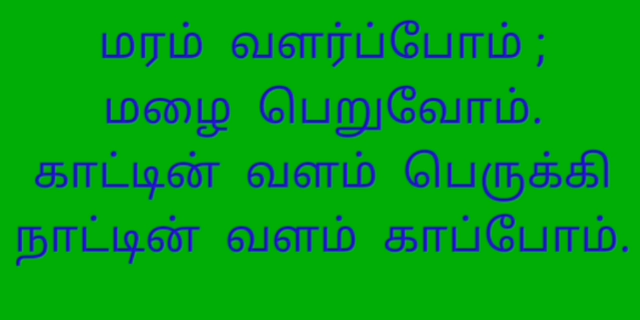 மரம் வளர்ப்போம் ;
மழை பெறுவோம்.
காட்டின் வளம் பெருக்கி
நாட்டின் வளம் காப்போம்.